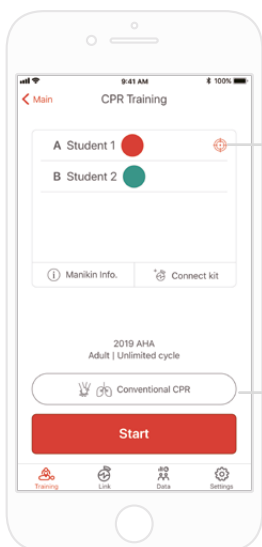 9:41 AM
100%
Main
CPR Training
A Student 1
B Student 2
i Manikin Info.
Connect kit
2019 AHA
Adult | Unlimited cycle
Conventional CPR
Start
Training Link Data Settings